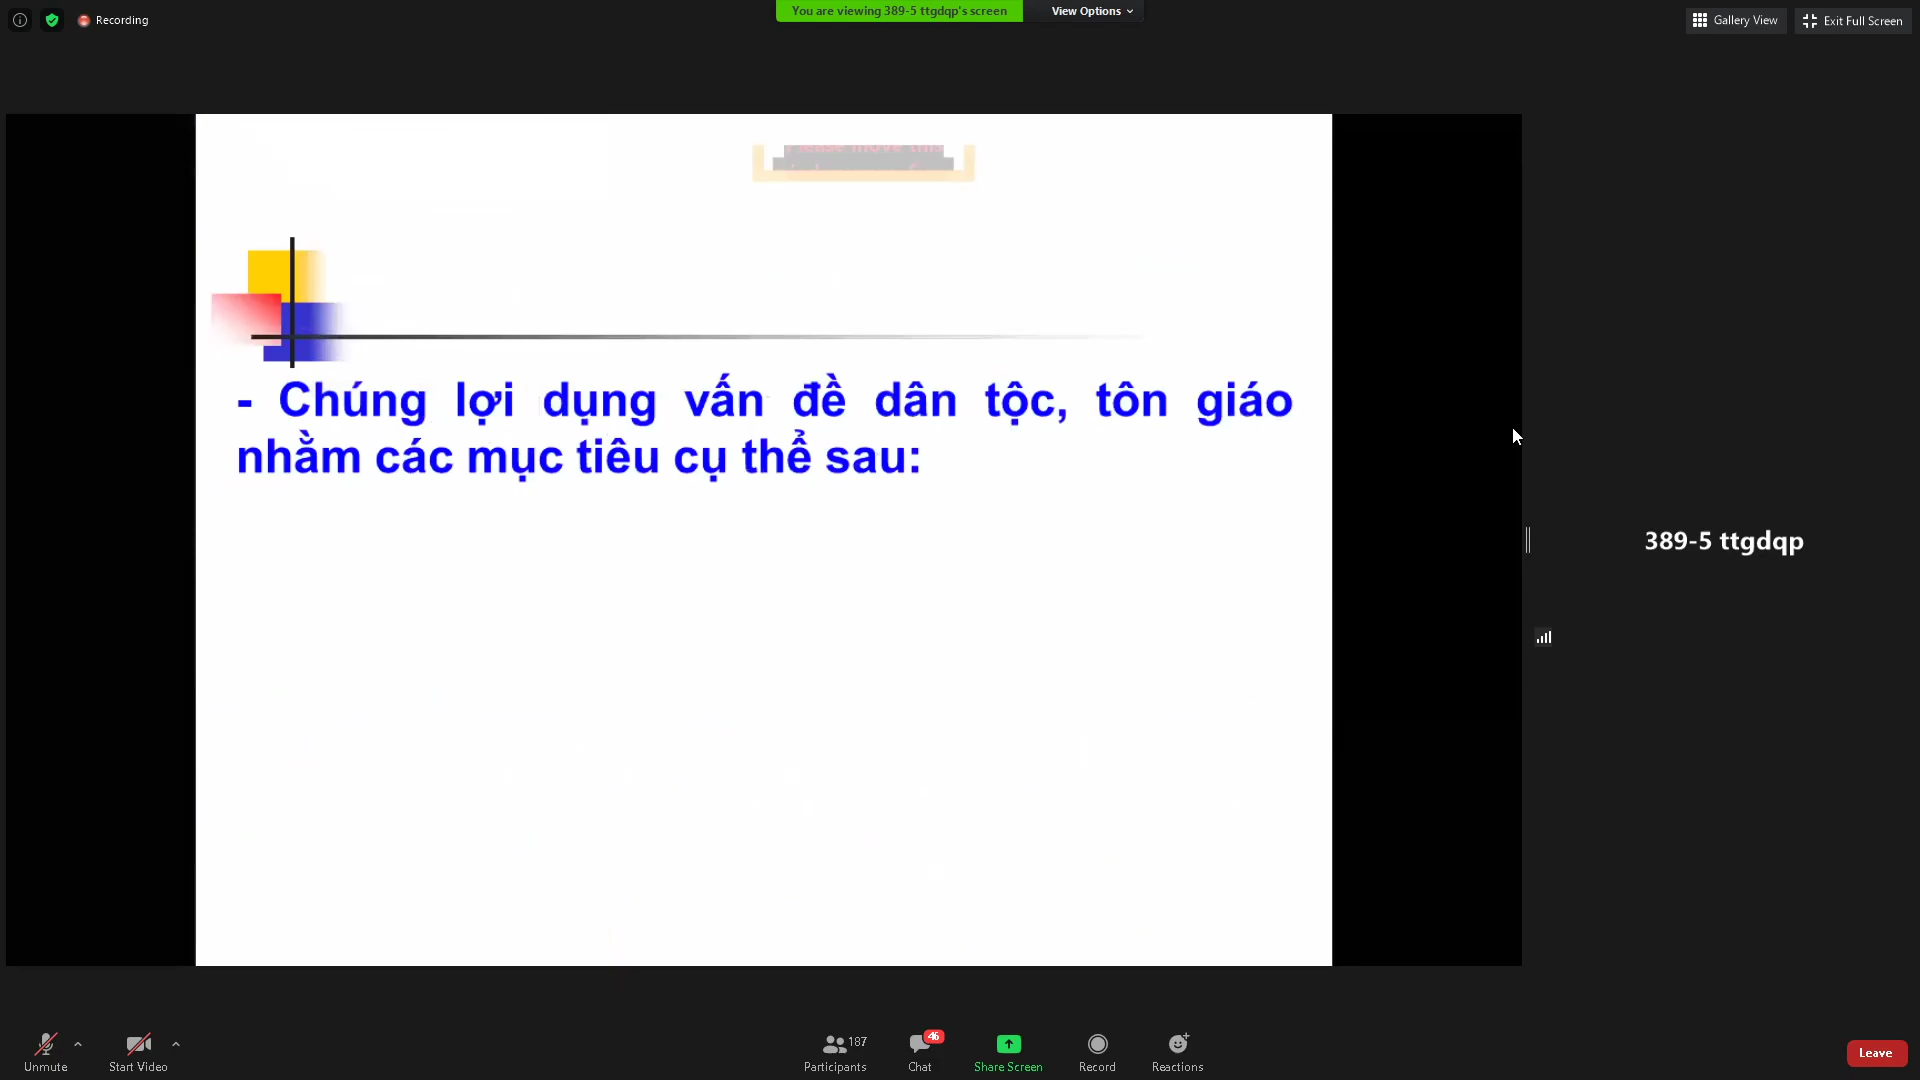 Recording
You are viewing 389-5 ttgdqp's screen
View Options
Gallery View
Exit Full Screen
- Chúng lợi dụng vấn đề dân tộc, tôn giáo
nhằm các mục tiêu cụ thể sau:
389-5 ttgdqp
Unmute
Start Video
187
Participants
46
Chat
Share Screen
Record
Reactions
Leave